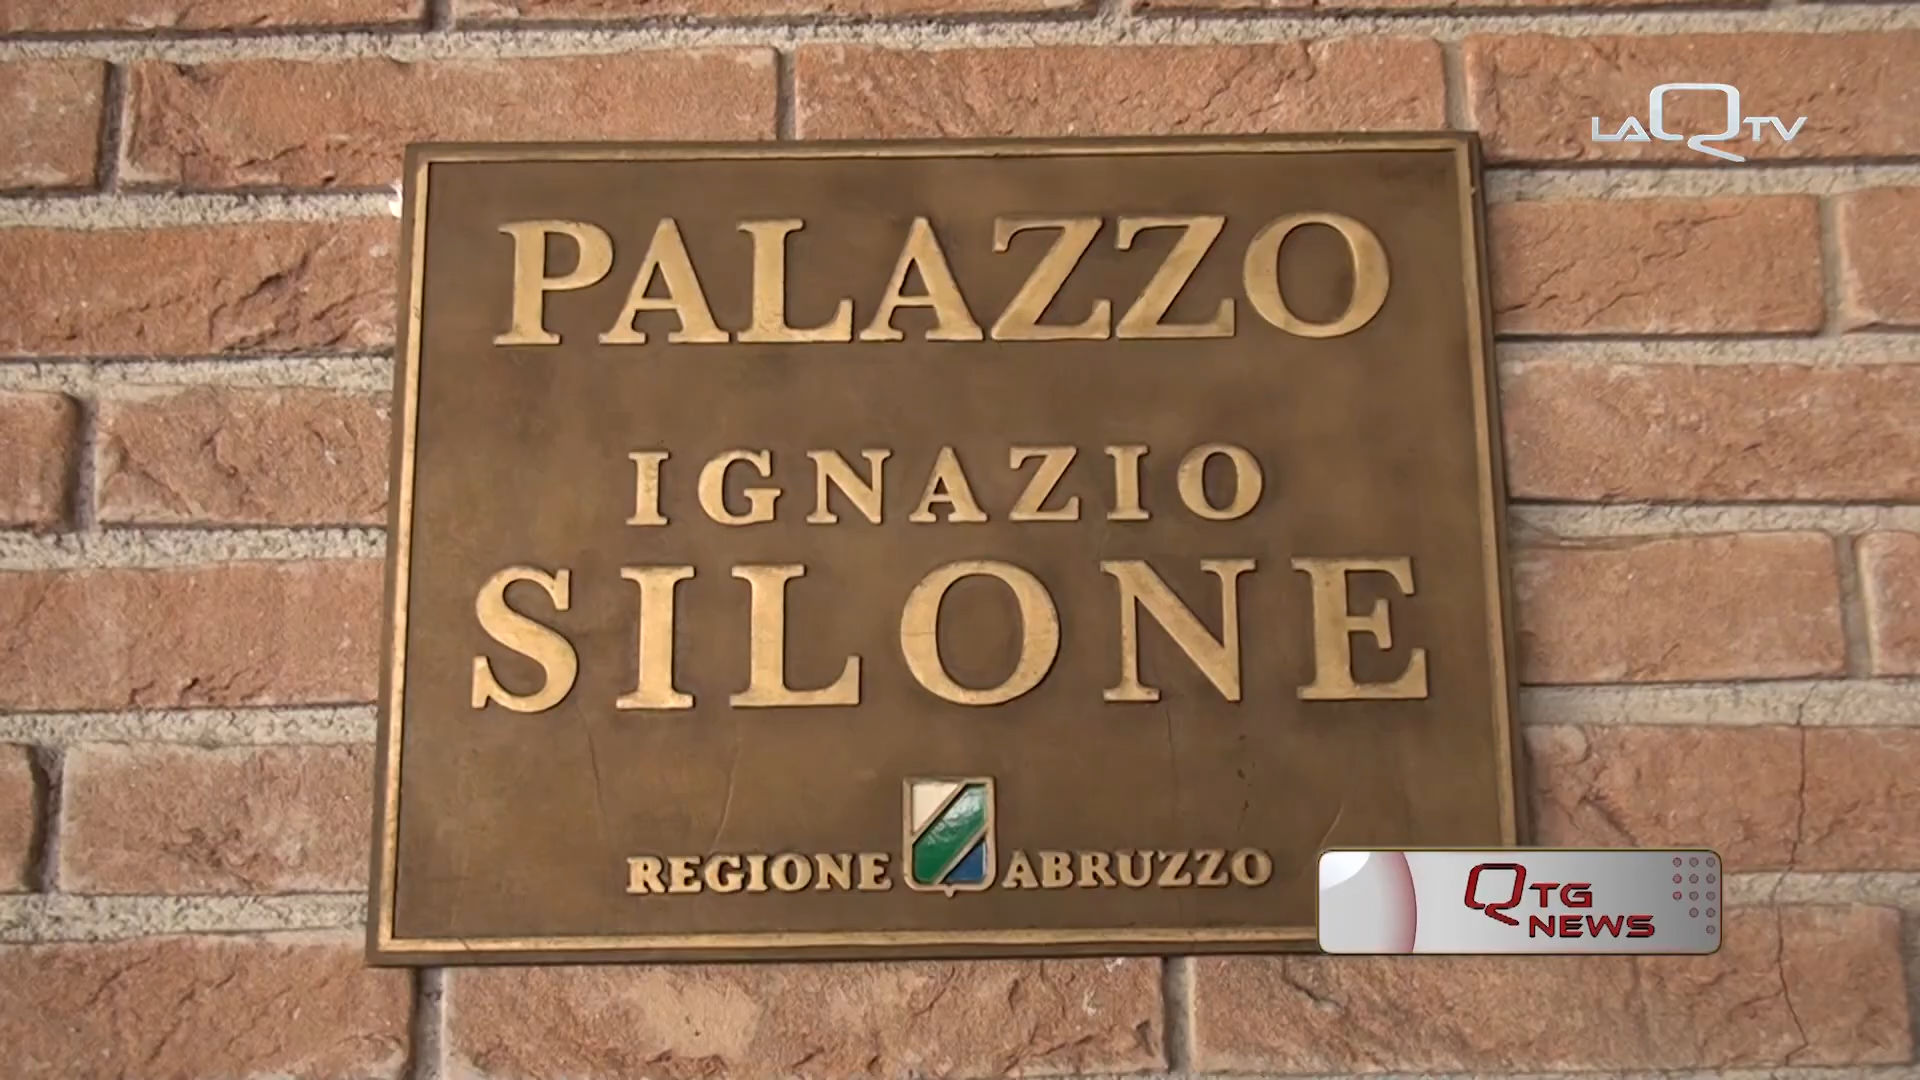 LAQTV
PALAZZO
IGNAZIO
SILONE
REGIONE ABRUZZO
QTG
NEWS